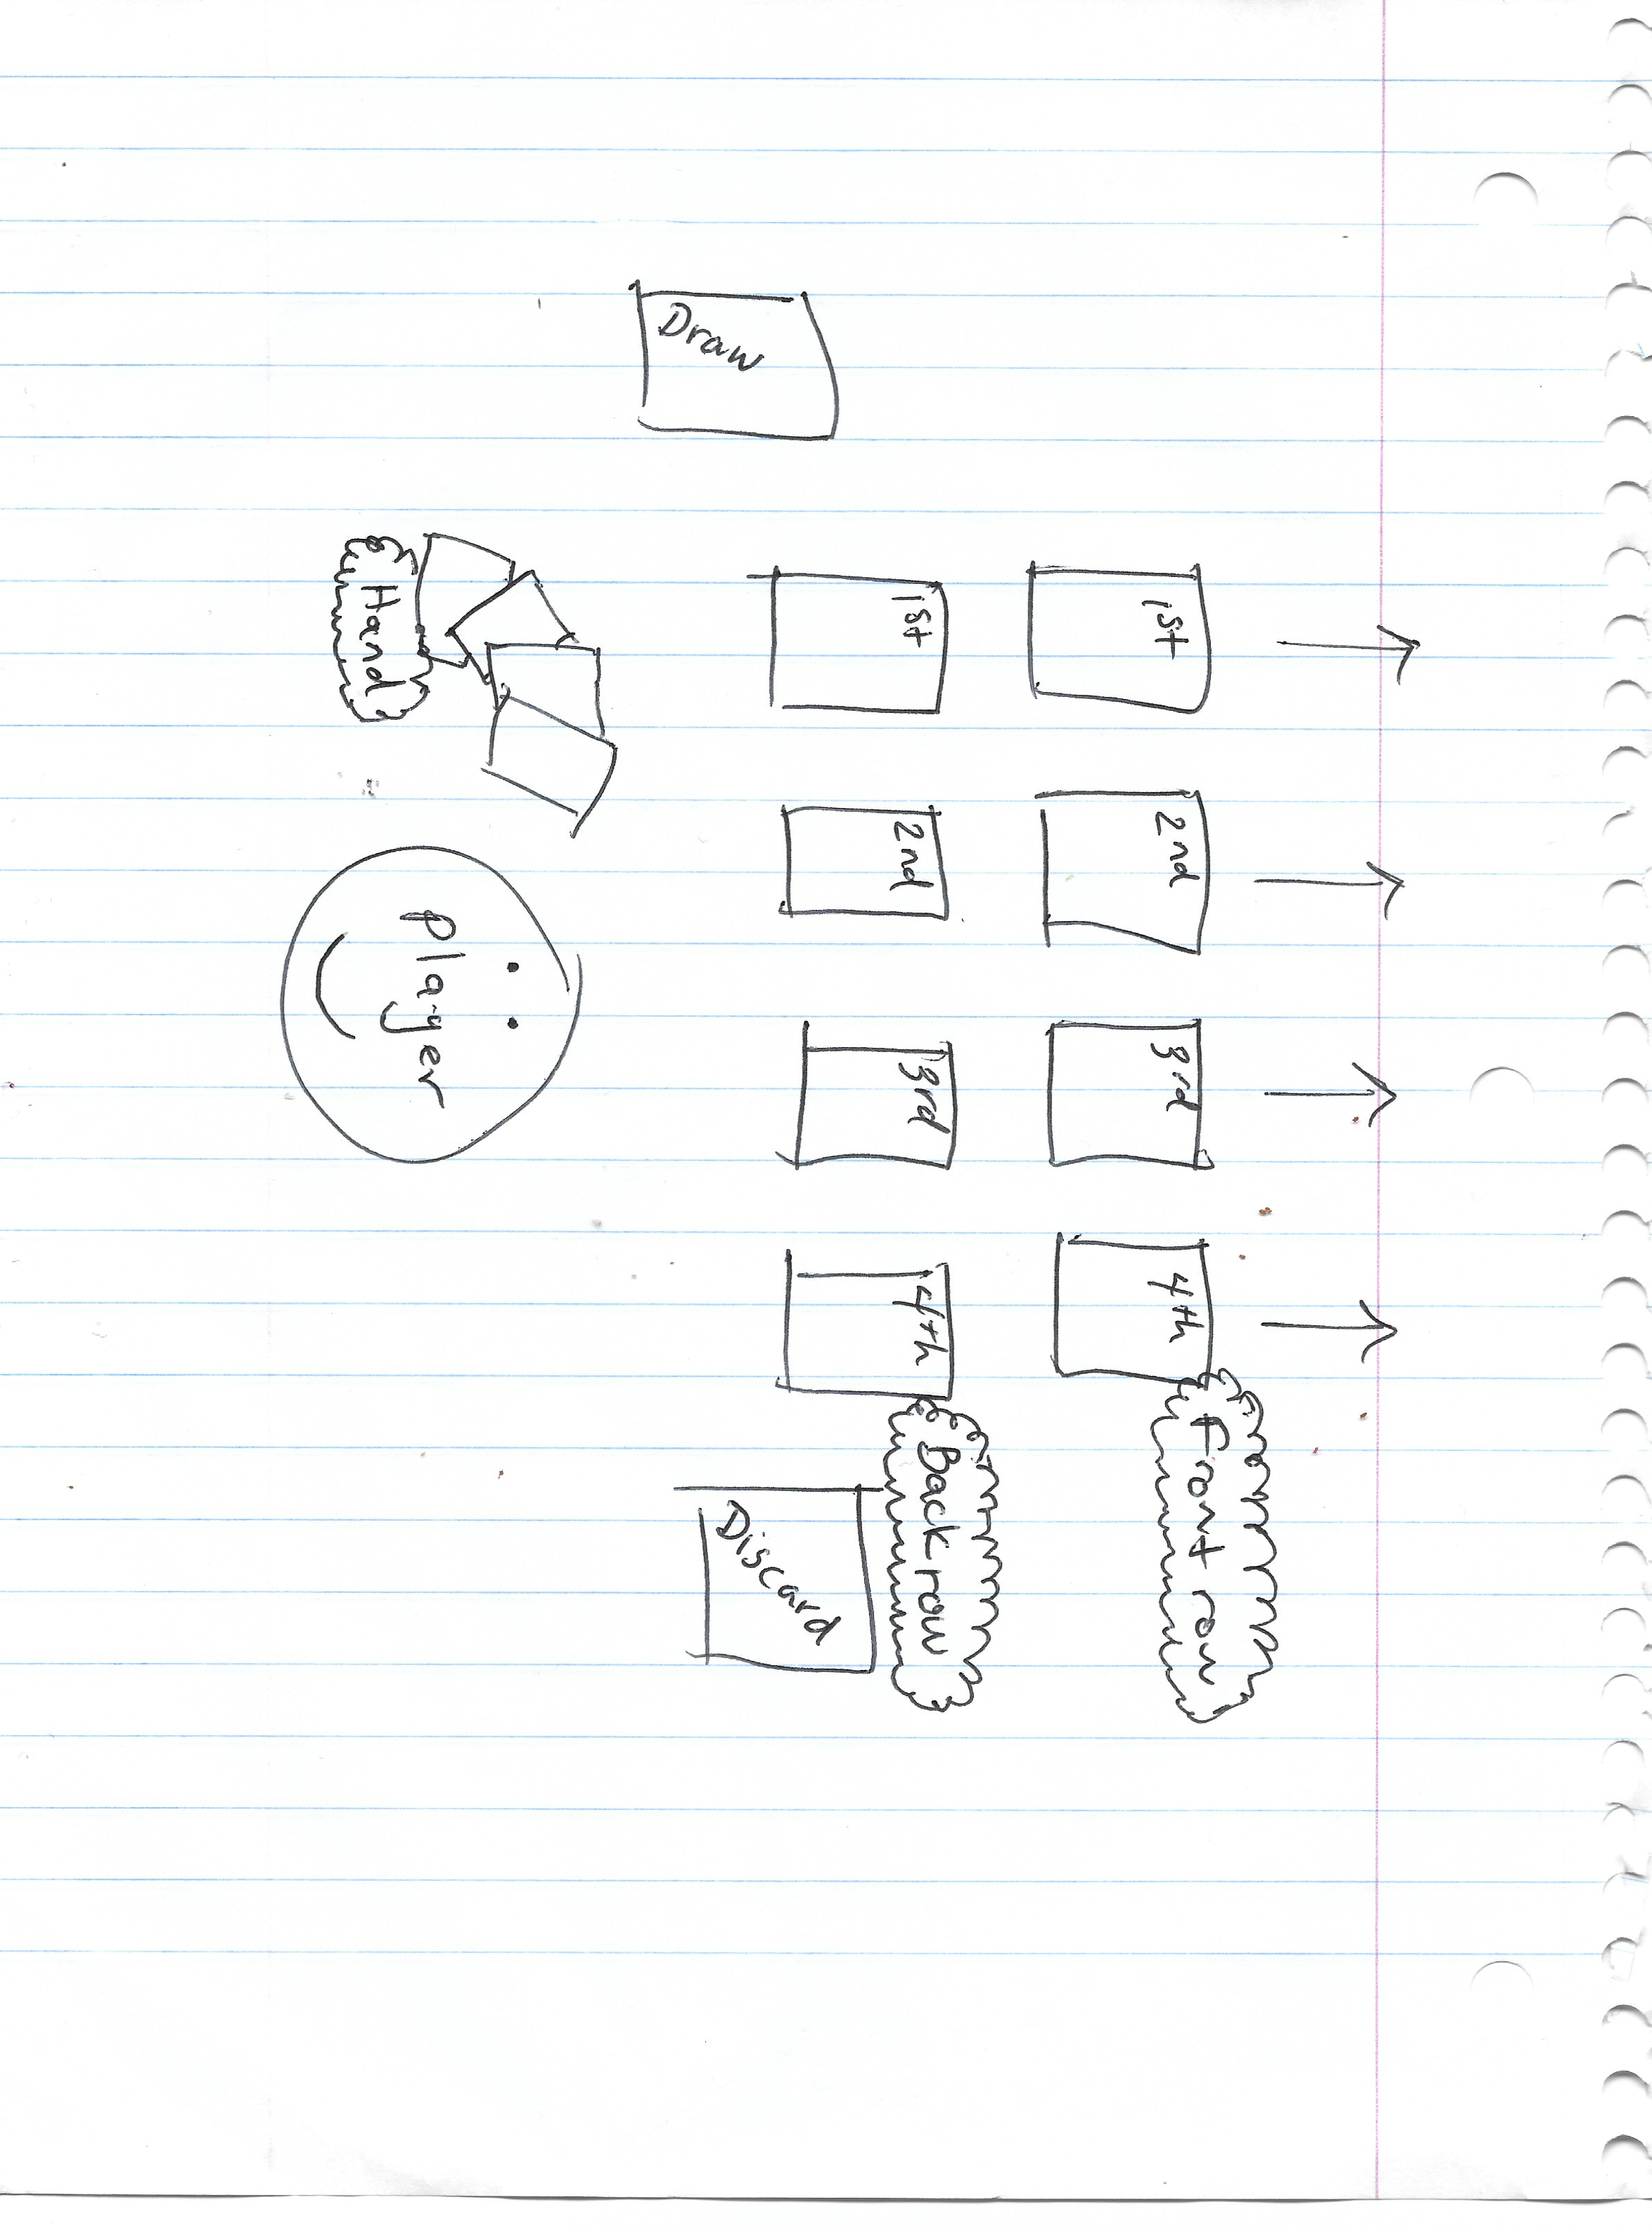 1st 2nd 3rd 4th Front row
1st 2nd 3rd 4th Back row
Draw Discard
Player
Hand